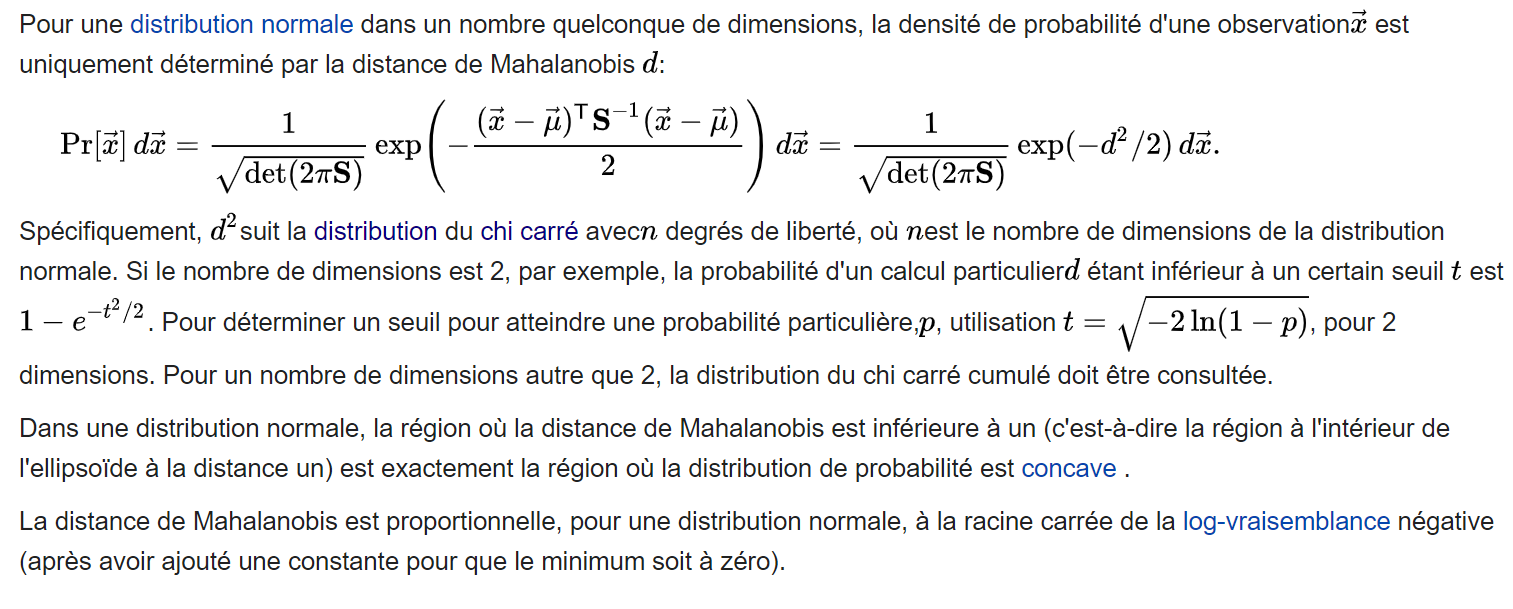 Pour une distribution normale dans un nombre quelconque de dimensions, la densité de probabilité d'une observation$\vec{x}$ est
uniquement déterminé par la distance de Mahalanobis $d$:
$\Pr[\vec{x}]\,d\vec{x} = \frac{1}{\sqrt{\det(2\pi\mathbf{S})}} \exp\left(-\frac{(\vec{x}-\vec{\mu})^{\mathsf{T}}\mathbf{S}^{-1}(\vec{x}-\vec{\mu})}{2}\right) d\vec{x} = \frac{1}{\sqrt{\det(2\pi\mathbf{S})}} \exp(-d^2/2)\,d\vec{x}.$
Spécifiquement, $d^2$suit la distribution du chi carré avec$n$ degrés de liberté, où $n$est le nombre de dimensions de la distribution
normale. Si le nombre de dimensions est 2, par exemple, la probabilité d'un calcul particulier$d$ étant inférieur à un certain seuil $t$ est
$1 - e^{-t^2/2}$. Pour déterminer un seuil pour atteindre une probabilité particulière,$p$, utilisation $t = \sqrt{-2\ln(1-p)}$, pour 2
dimensions. Pour un nombre de dimensions autre que 2, la distribution du chi carré cumulé doit être consultée.
Dans une distribution normale, la région où la distance de Mahalanobis est inférieure à un (c'est-à-dire la région à l'intérieur de
l'ellipsoïde à la distance un) est exactement la région où la distribution de probabilité est concave .
La distance de Mahalanobis est proportionnelle, pour une distribution normale, à la racine carrée de la log-vraisemblance négative
(après avoir ajouté une constante pour que le minimum soit à zéro).